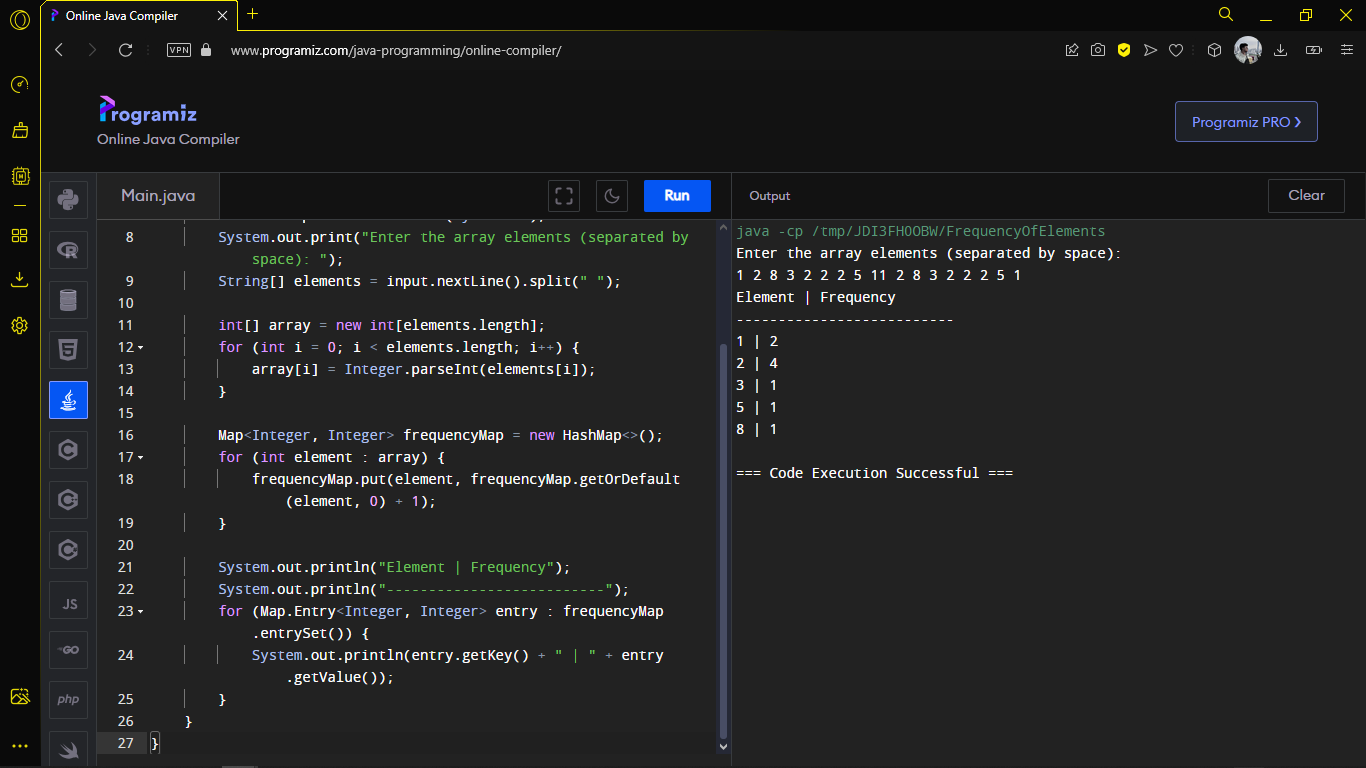 Online Java Compiler
VPN
www.programiz.com/java-programming/online-compiler/
Programiz
Online Java Compiler
Programiz PRO ❯
Main.java
Run
Output
Clear
8 System.out.print("Enter the array elements (separated by
space): ");
9 String[] elements = input.nextLine().split(" ");
10
11 int[] array = new int[elements.length];
12 for (int i = 0; i < elements.length; i++) {
13 array[i] = Integer.parseInt(elements[i]);
14 }
15
16 Map<Integer, Integer> frequencyMap = new HashMap<>();
17 for (int element : array) {
18 frequencyMap.put(element, frequencyMap.getOrDefault
(element, 0) + 1);
19 }
20
21 System.out.println("Element | Frequency");
22 System.out.println("--------------------------");
23 for (Map.Entry<Integer, Integer> entry : frequencyMap
.entrySet()) {
24 System.out.println(entry.getKey() + " | " + entry
.getValue());
25 }
26 }
27 }
java -cp /tmp/JDI3FHOOBW/FrequencyOfElements
Enter the array elements (separated by space):
1 2 8 3 2 2 2 5 11 2 8 3 2 2 2 5 1
Element | Frequency
--------------------------
1 | 2
2 | 4
3 | 1
5 | 1
8 | 1
=== Code Execution Successful ===
JS
GO
php